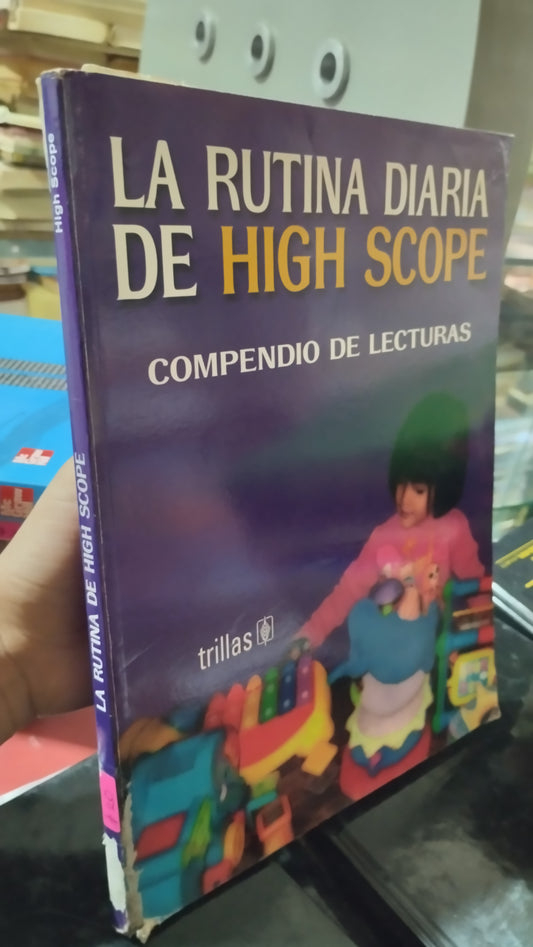 LA RUTINA DIARIA
DE HIGH SCOPE
COMPENDIO DE LECTURAS
trillas
High Scope
LA RUTINA DE HIGH SCOPE